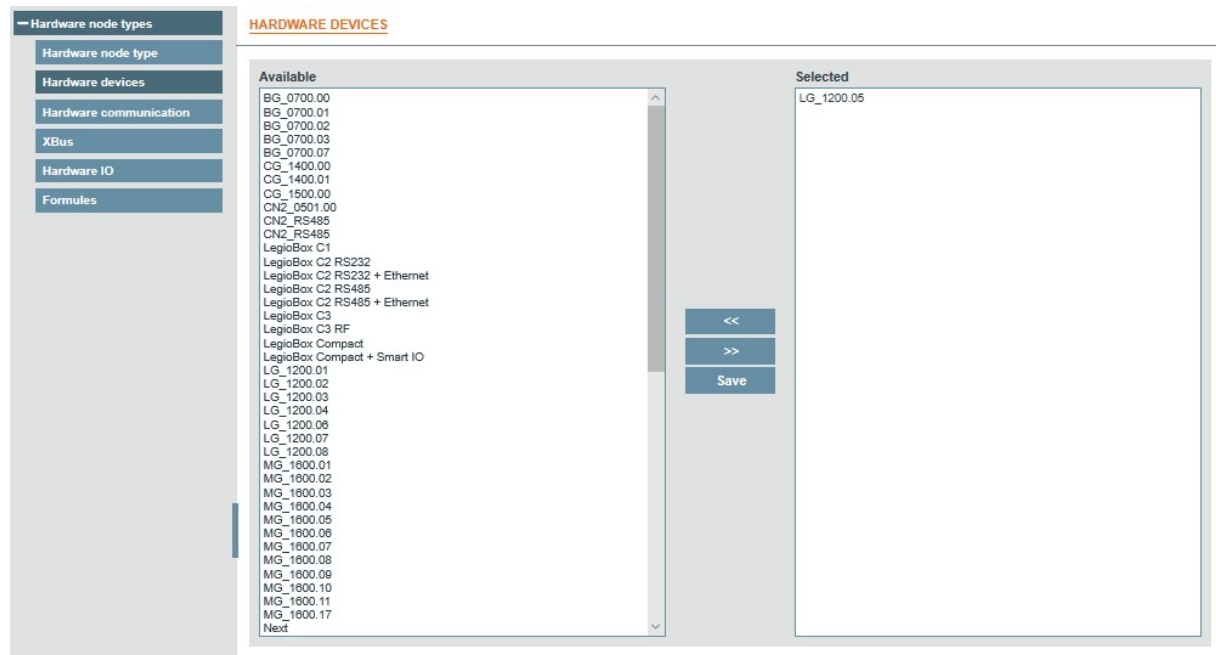 Hardware node types
Hardware node type
Hardware devices
Hardware communication
XBus
Hardware IO
Formules
HARDWARE DEVICES
Available
BG_0700.00
BG_0700.01
BG_0700.02
BG_0700.03
BG_0700.07
CG_1400.00
CG_1400.01
CG_1500.00
CN2_0501.00
CN2_RS485
CN2_RS485
LegioBox C1
LegioBox C2 RS232
LegioBox C2 RS232 + Ethernet
LegioBox C2 RS485
LegioBox C2 RS485 + Ethernet
LegioBox C3
LegioBox C3 RF
LegioBox Compact
LegioBox Compact + Smart IO
LG_1200.01
LG_1200.02
LG_1200.03
LG_1200.04
LG_1200.06
LG_1200.07
LG_1200.08
MG_1600.01
MG_1600.02
MG_1600.03
MG_1600.04
MG_1600.05
MG_1600.06
MG_1600.07
MG_1600.08
MG_1600.09
MG_1600.10
MG_1600.11
MG_1600.17
Next
<<
>>
Save
Selected
LG_1200.05